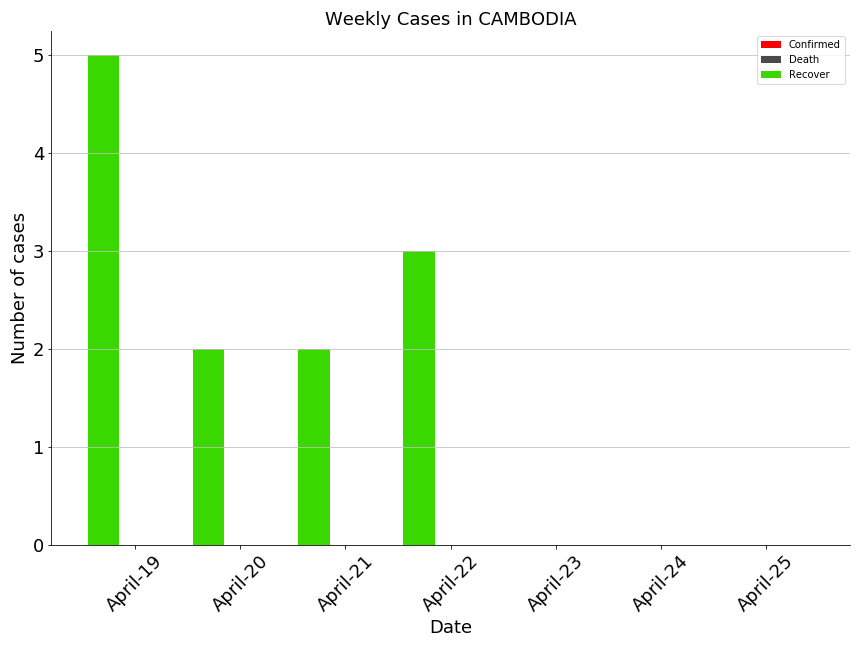 Weekly Cases in CAMBODIA
Confirmed
Death
Recover
Number of cases
5
4
3
2
1
0
April-19
April-20
April-21
April-22
April-23
April-24
April-25
Date